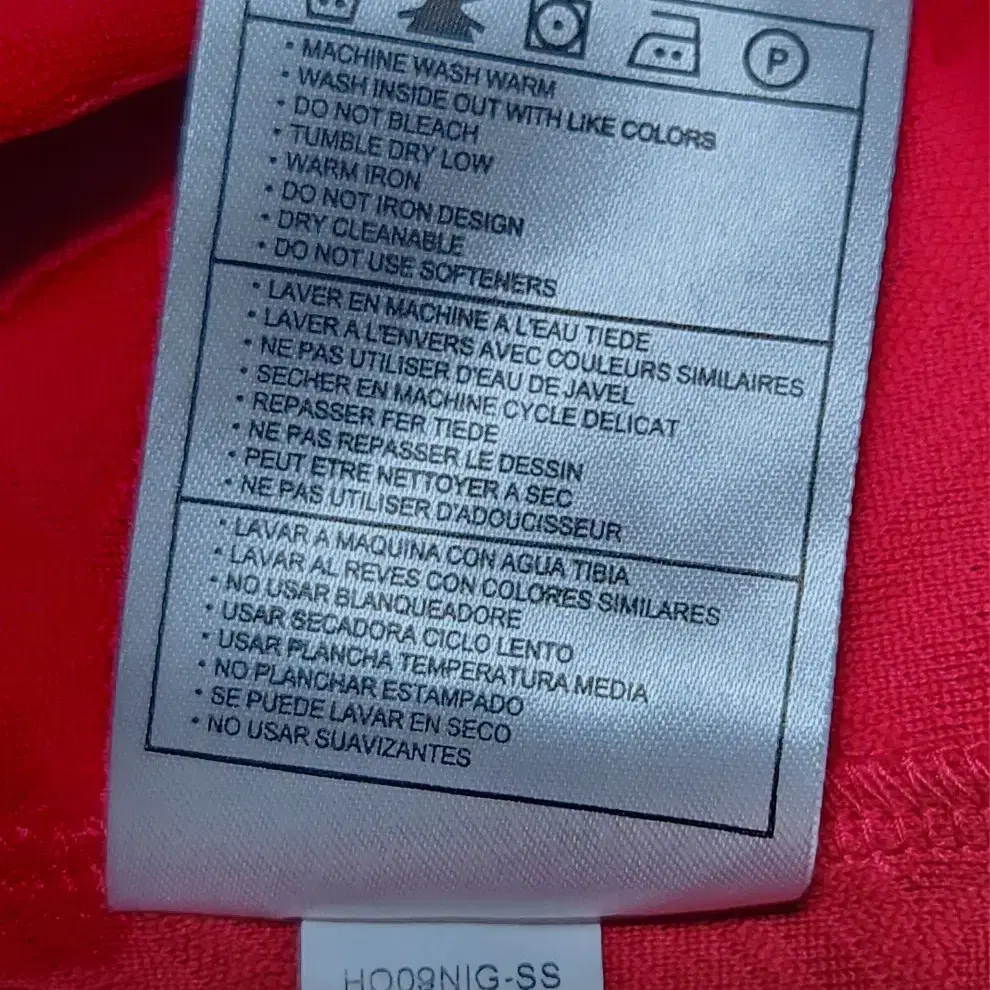 P
• MACHINE WASH WARM
• WASH INSIDE OUT WITH LIKE COLORS
• DO NOT BLEACH
• TUMBLE DRY LOW
• WARM IRON
• DO NOT IRON DESIGN
• DRY CLEANABLE
• DO NOT USE SOFTENERS
• LAVER EN MACHINE A L'EAU TIEDE
• LAVER A L'ENVERS AVEC COULEURS SIMILAIRES
• NE PAS UTILISER D'EAU DE JAVEL
• SECHER EN MACHINE CYCLE DELICAT
• REPASSER FER TIEDE
• NE PAS REPASSER LE DESSIN
• PEUT ETRE NETTOYER A SEC
• NE PAS UTILISER D'ADOUCISSEUR
• LAVAR A MAQUINA CON AGUA TIBIA
• LAVAR AL REVES CON COLORES SIMILARES
• NO USAR BLANQUEADORE
• USAR SECADORA CICLO LENTO
• USAR PLANCHA TEMPERATURA MEDIA
• NO PLANCHAR ESTAMPADO
• SE PUEDE LAVAR EN SECO
• NO USAR SUAVIZANTES
HO09NIG-SS